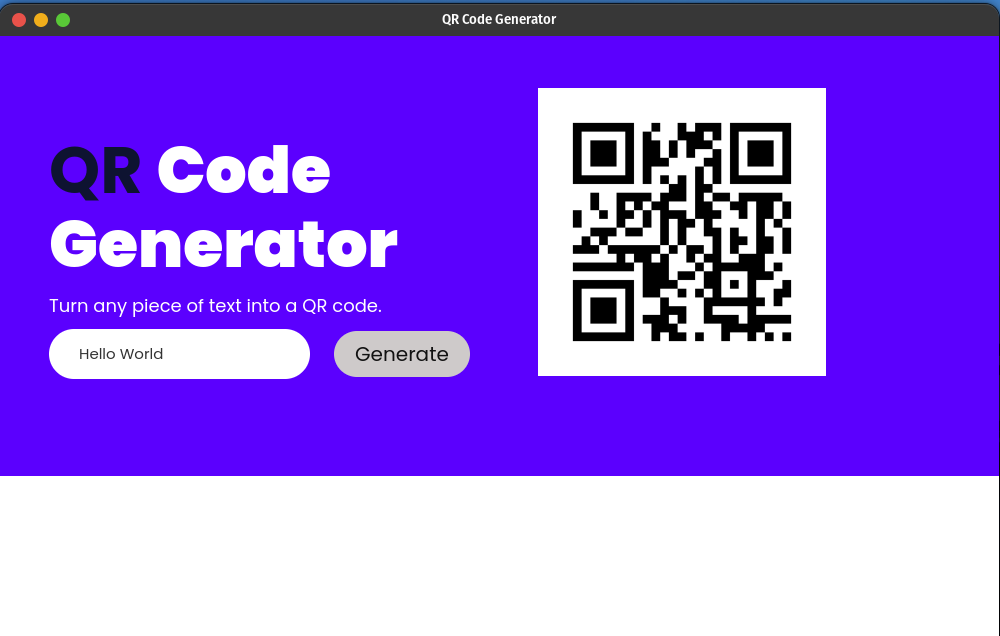 QR Code Generator
QR Code
Generator
Turn any piece of text into a QR code.
Hello World
Generate